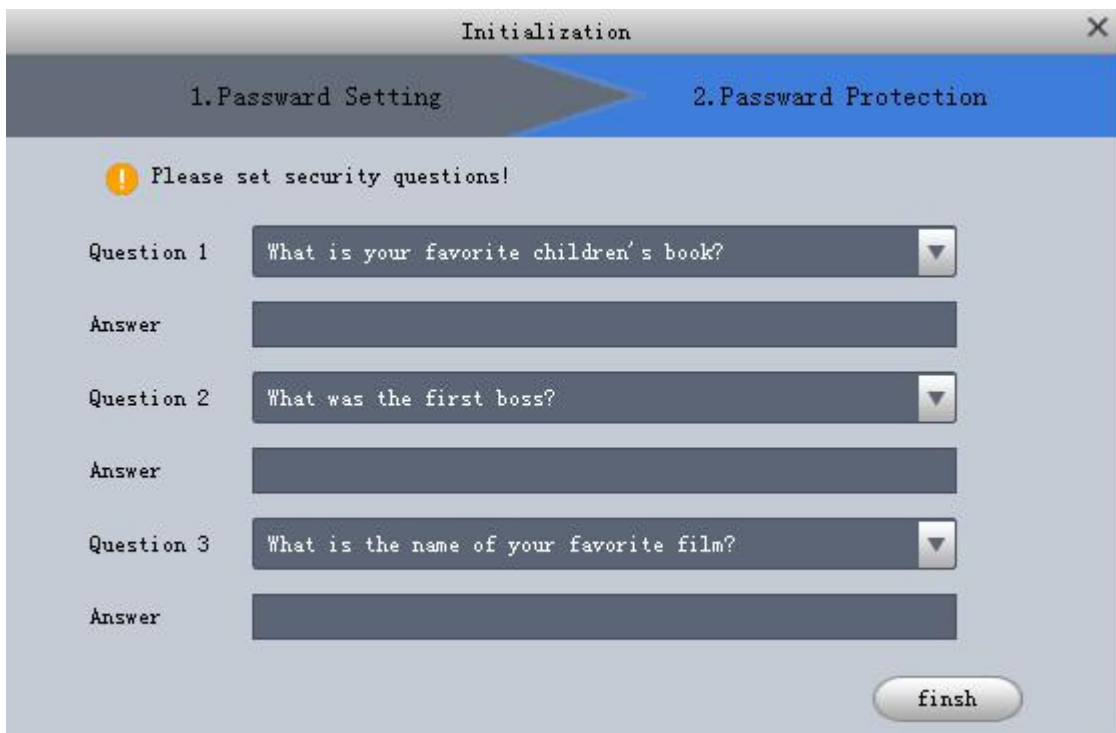 Initialization
1.Passward Setting 2.Passward Protection
Please set security questions!
Question 1 What is your favorite children's book?
Answer
Question 2 What was the first boss?
Answer
Question 3 What is the name of your favorite film?
Answer
finsh